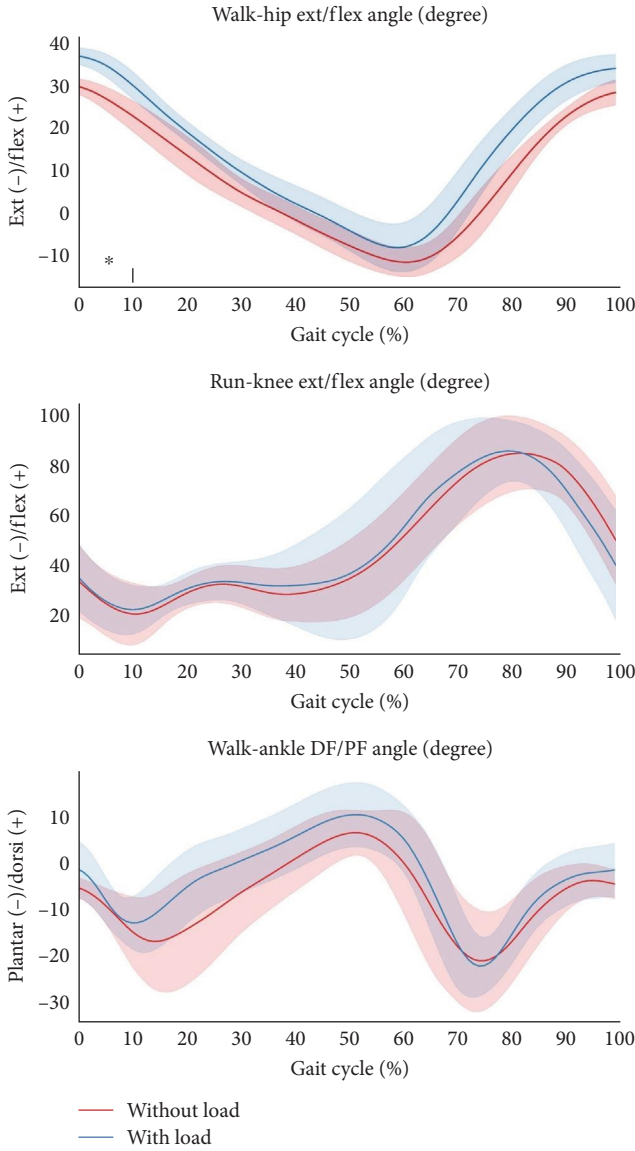 Walk-hip ext/flex angle (degree)
Ext (–)/flex (+)
40
30
20
10
0
–10
*
0 10 20 30 40 50 60 70 80 90 100
Gait cycle (%)
Run-knee ext/flex angle (degree)
Ext (–)/flex (+)
100
80
60
40
20
0 10 20 30 40 50 60 70 80 90 100
Gait cycle (%)
Walk-ankle DF/PF angle (degree)
Plantar (–)/dorsi (+)
10
0
–10
–20
–30
0 10 20 30 40 50 60 70 80 90 100
Gait cycle (%)
Without load
With load